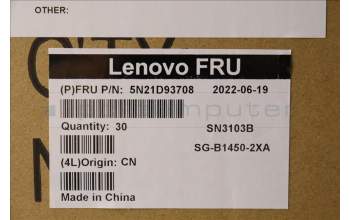 OTHER:
Lenovo FRU
(P)FRU P/N: 5N21D93708 2022-06-19
Quantity: 30 SN3103B
SG-B1450-2XA
(4L)Origin: CN
Made in China